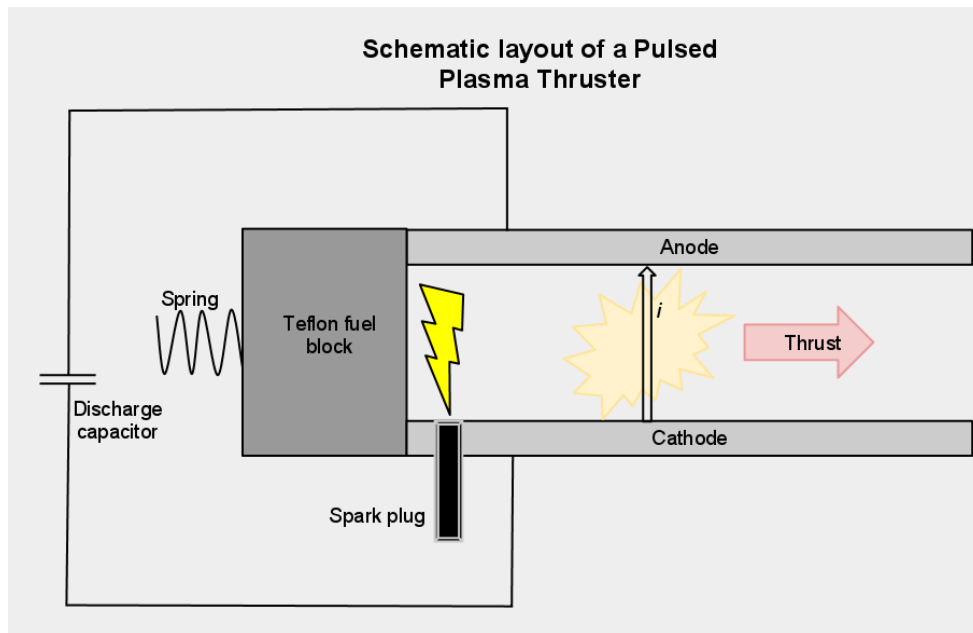 Schematic layout of a Pulsed
Plasma Thruster
Anode
Spring
i
Teflon fuel
block
Thrust
Discharge
capacitor
Cathode
Spark plug